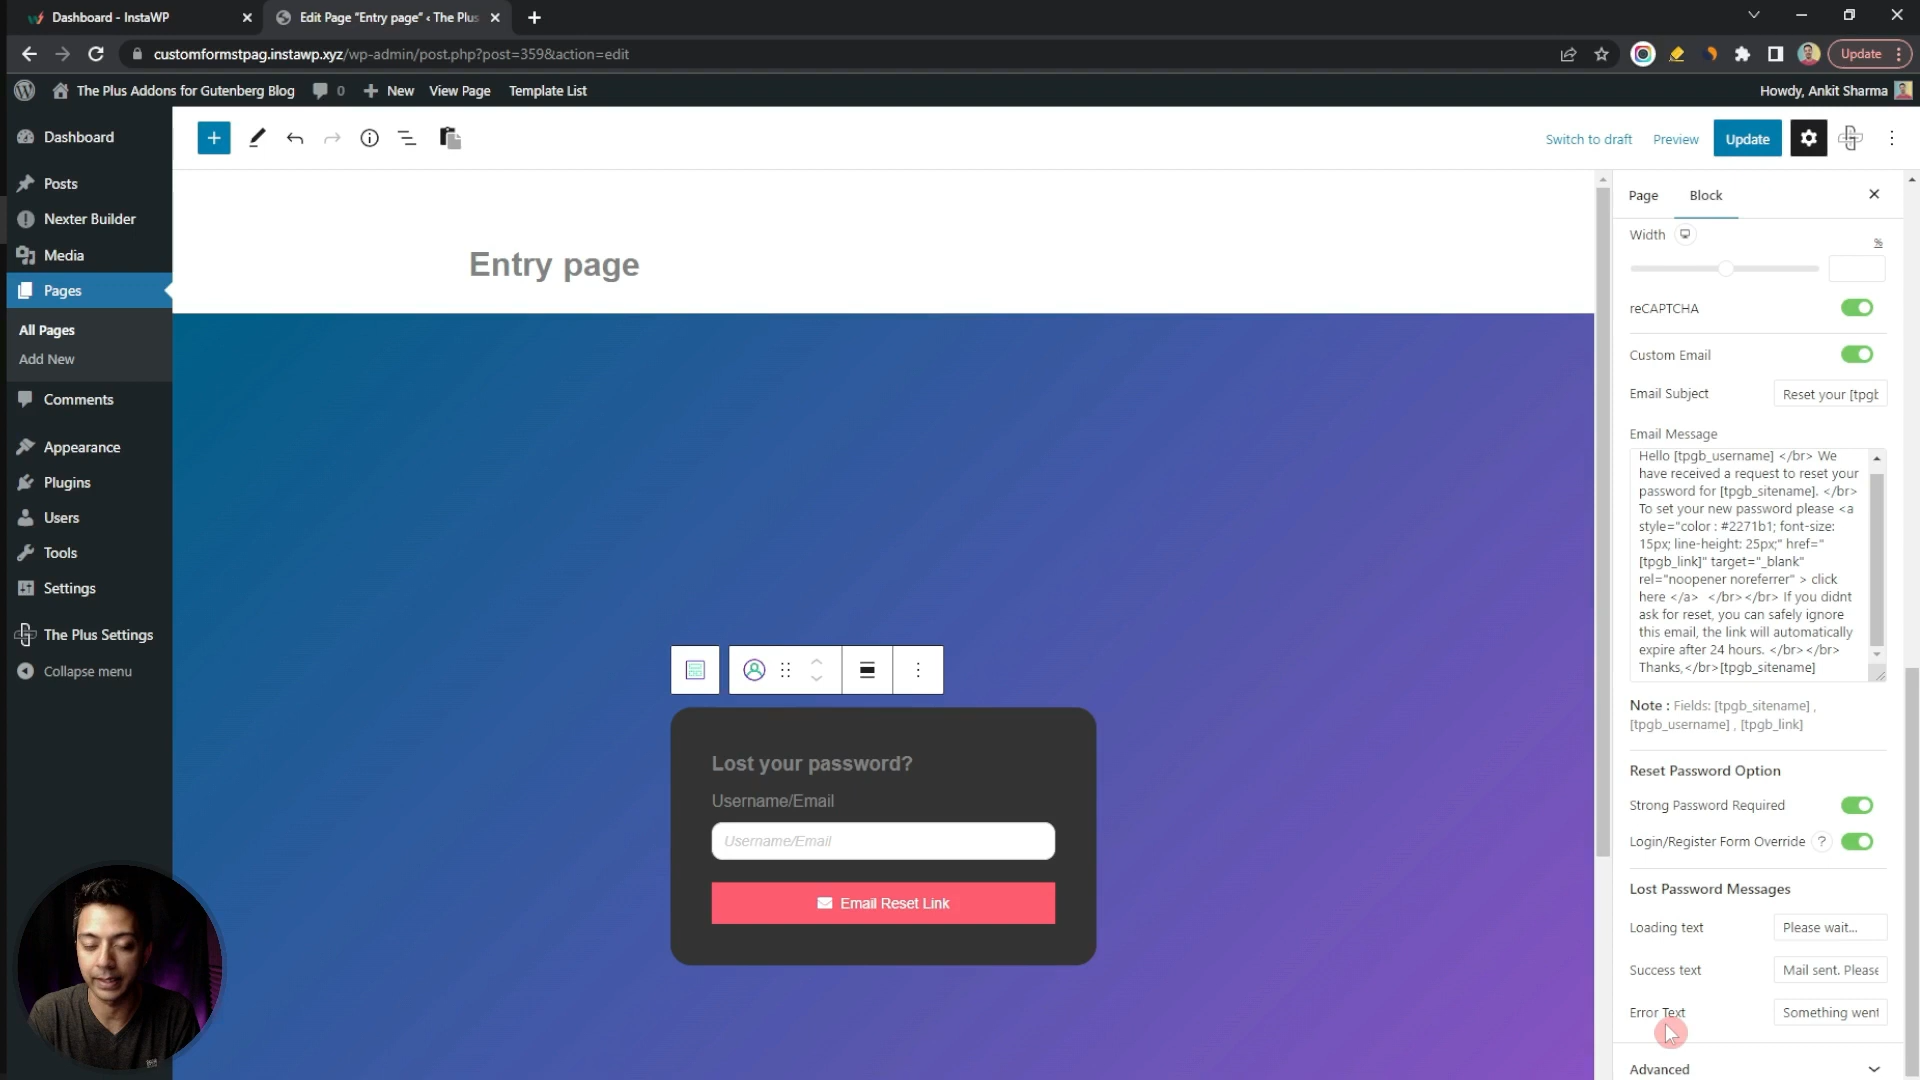 Dashboard - InstaWP
Edit Page "Entry page" ‹ The Plus
customformstpag.instawp.xyz/wp-admin/post.php?post=359&action=edit
Update
The Plus Addons for Gutenberg Blog
0
New
View Page
Template List
Howdy, Ankit Sharma
Dashboard
Posts
Nexter Builder
Media
Pages
All Pages
Add New
Comments
Appearance
Plugins
Users
Tools
Settings
The Plus Settings
Collapse menu
Switch to draft
Preview
Update
Entry page
Lost your password?
Username/Email
Username/Email
Email Reset Link
Page
Block
Width
%
reCAPTCHA
Custom Email
Email Subject
Reset your [tpgb
Email Message
Hello [tpgb_username] </br> We
have received a request to reset your
password for [tpgb_sitename]. </br>
To set your new password please <a
style="color : #2271b1; font-size:
15px; line-height: 25px;" href="
[tpgb_link]" target="_blank"
rel="noopener noreferrer" > click
here </a>  </br></br> If you didnt
ask for reset, you can safely ignore
this email, the link will automatically
expire after 24 hours. </br></br>
Thanks,</br>[tpgb_sitename]
Note : Fields: [tpgb_sitename] ,
[tpgb_username] , [tpgb_link]
Reset Password Option
Strong Password Required
Login/Register Form Override ?
Lost Password Messages
Loading text
Please wait...
Success text
Mail sent. Please
Error Text
Something went
Advanced